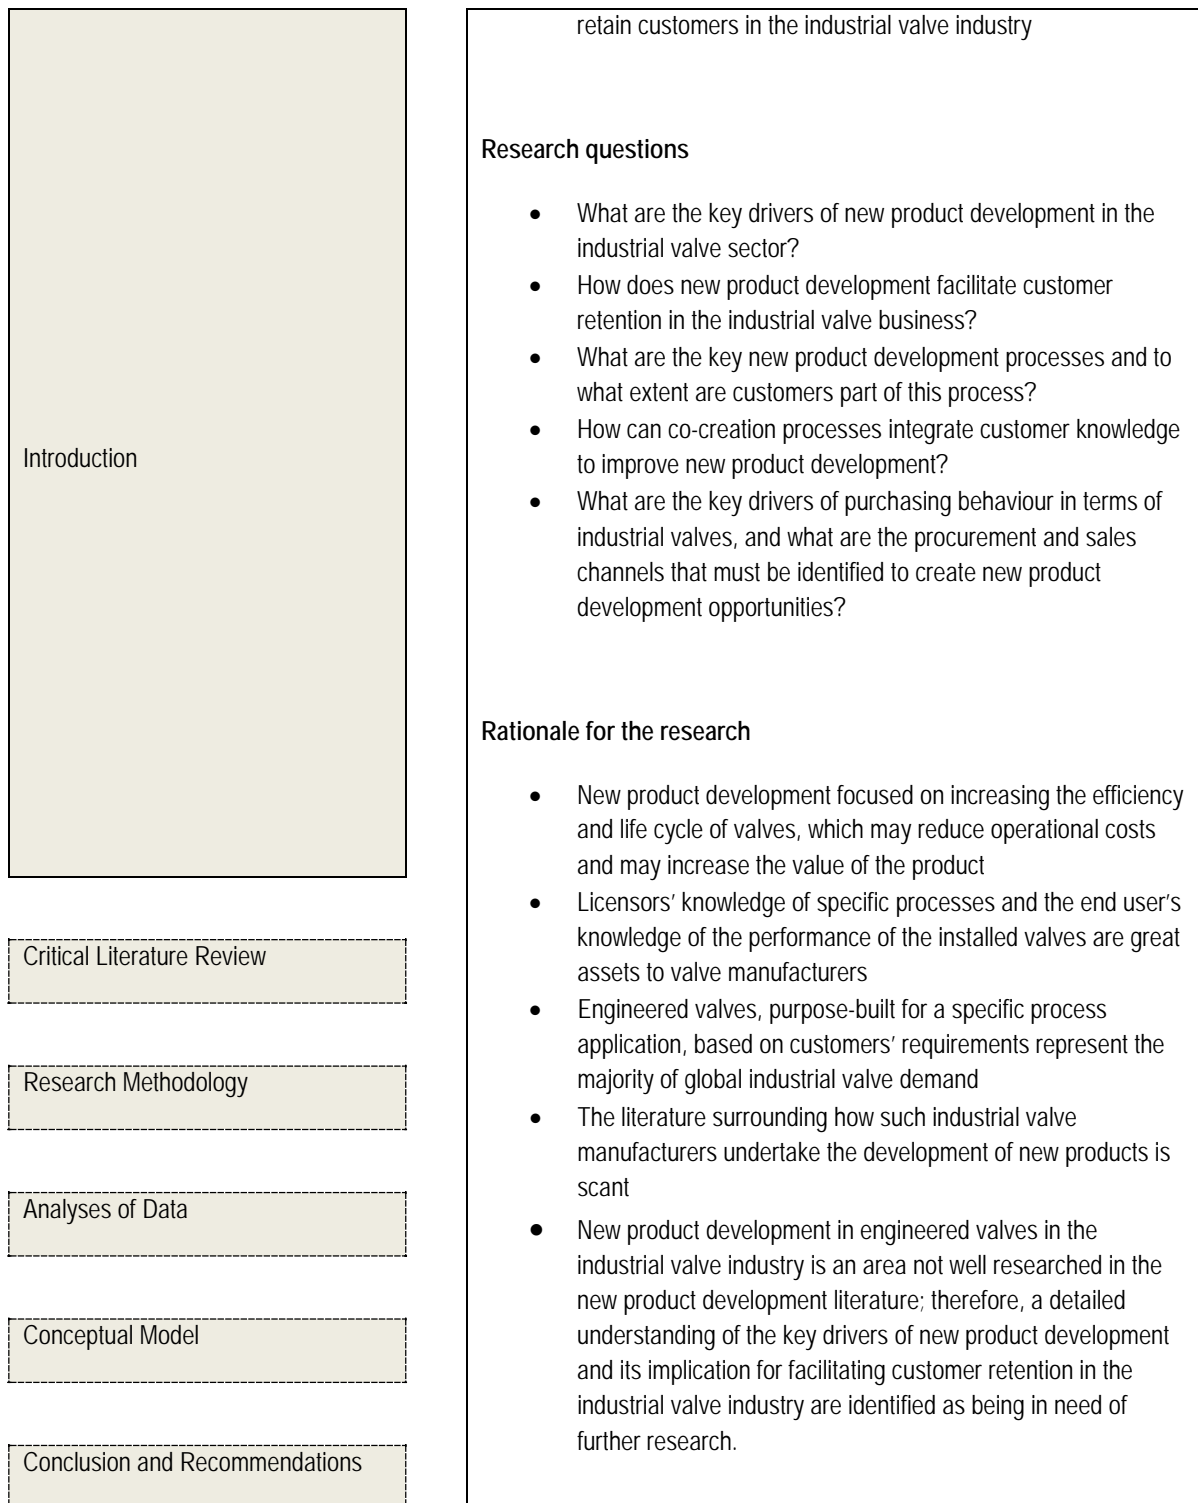 Introduction
Critical Literature Review
Research Methodology
Analyses of Data
Conceptual Model
Conclusion and Recommendations
retain customers in the industrial valve industry
Research questions
• What are the key drivers of new product development in the
industrial valve sector?
• How does new product development facilitate customer
retention in the industrial valve business?
• What are the key new product development processes and to
what extent are customers part of this process?
• How can co-creation processes integrate customer knowledge
to improve new product development?
• What are the key drivers of purchasing behaviour in terms of
industrial valves, and what are the procurement and sales
channels that must be identified to create new product
development opportunities?
Rationale for the research
• New product development focused on increasing the efficiency
and life cycle of valves, which may reduce operational costs
and may increase the value of the product
• Licensors’ knowledge of specific processes and the end user’s
knowledge of the performance of the installed valves are great
assets to valve manufacturers
• Engineered valves, purpose-built for a specific process
application, based on customers’ requirements represent the
majority of global industrial valve demand
• The literature surrounding how such industrial valve
manufacturers undertake the development of new products is
scant
• New product development in engineered valves in the
industrial valve industry is an area not well researched in the
new product development literature; therefore, a detailed
understanding of the key drivers of new product development
and its implication for facilitating customer retention in the
industrial valve industry are identified as being in need of
further research.